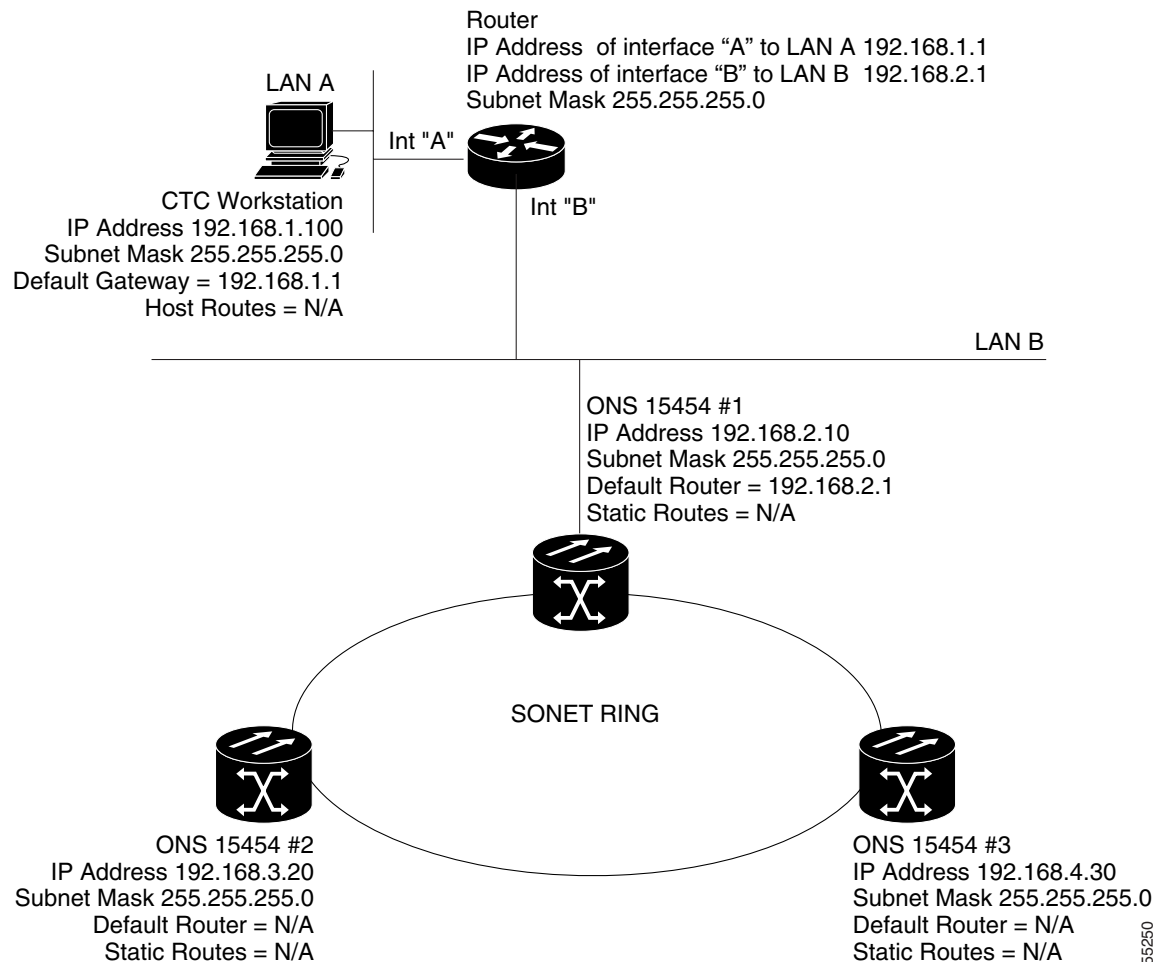 Router
IP Address of interface “A” to LAN A 192.168.1.1
IP Address of interface “B” to LAN B 192.168.2.1
Subnet Mask 255.255.255.0
LAN A
Int "A"
Int "B"
CTC Workstation
IP Address 192.168.1.100
Subnet Mask 255.255.255.0
Default Gateway = 192.168.1.1
Host Routes = N/A
LAN B
ONS 15454 #1
IP Address 192.168.2.10
Subnet Mask 255.255.255.0
Default Router = 192.168.2.1
Static Routes = N/A
SONET RING
ONS 15454 #2
IP Address 192.168.3.20
Subnet Mask 255.255.255.0
Default Router = N/A
Static Routes = N/A
ONS 15454 #3
IP Address 192.168.4.30
Subnet Mask 255.255.255.0
Default Router = N/A
Static Routes = N/A
55250